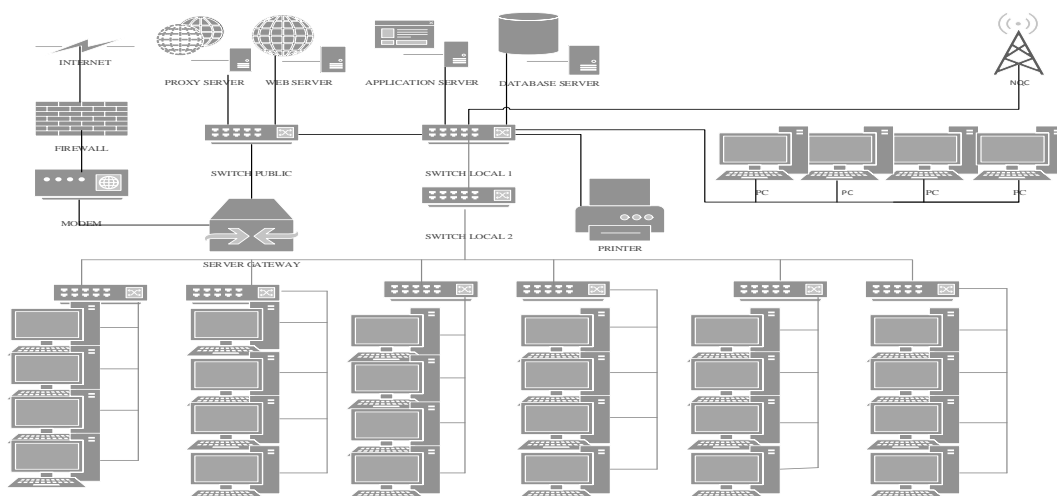 INTERNET
PROXY SERVER
WEB SERVER
APPLICATION SERVER
DATABASE SERVER
NOC
FIREWALL
SWITCH PUBLIC
SWITCH LOCAL 1
PC
PC
PC
PC
MODEM
SWITCH LOCAL 2
PRINTER
SERVER GATEWAY